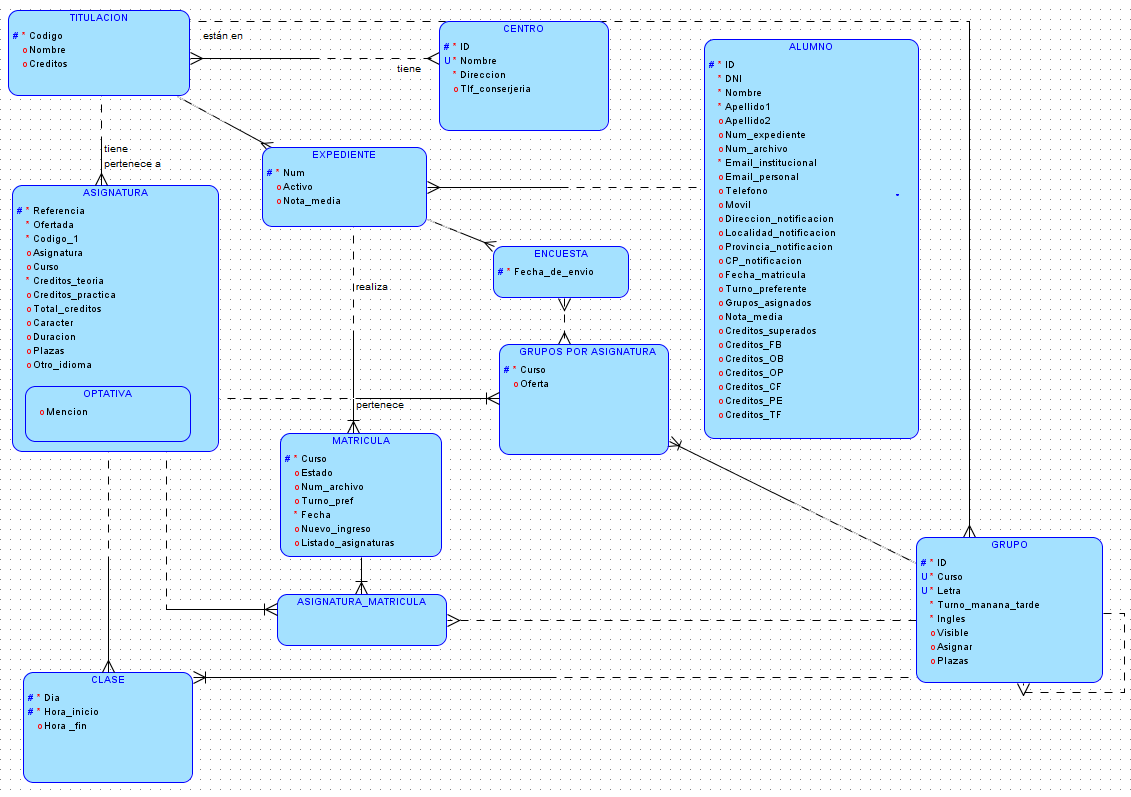 TITULACION
# * Codigo
o Nombre
o Creditos
están en
tiene
CENTRO
# * ID
U * Nombre
* Direccion
o Tlf_conserjeria
ALUMNO
# * ID
* DNI
* Nombre
* Apellido1
o Apellido2
o Num_expediente
o Num_archivo
* Email_institucional
o Email_personal
o Telefono
o Movil
o Direccion_notificacion
o Localidad_notificacion
o Provincia_notificacion
o CP_notificacion
o Fecha_matricula
o Turno_preferente
o Grupos_asignados
o Nota_media
o Creditos_superados
o Creditos_FB
o Creditos_OB
o Creditos_OP
o Creditos_CF
o Creditos_PE
o Creditos_TF
tiene
pertenece a
EXPEDIENTE
# * Num
o Activo
o Nota_media
ASIGNATURA
# * Referencia
* Ofertada
* Codigo_1
o Asignatura
o Curso
* Creditos_teoria
o Creditos_practica
o Total_creditos
o Caracter
o Duracion
o Plazas
o Otro_idioma
OPTATIVA
o Mencion
ENCUESTA
# * Fecha_de_envio
realiza
GRUPOS POR ASIGNATURA
# * Curso
o Oferta
pertenece
MATRICULA
# * Curso
o Estado
o Num_archivo
o Turno_pref
* Fecha
o Nuevo_ingreso
o Listado_asignaturas
GRUPO
# * ID
U * Curso
U * Letra
* Turno_manana_tarde
* Ingles
o Visible
o Asignar
o Plazas
ASIGNATURA_MATRICULA
CLASE
# * Dia
# * Hora_inicio
o Hora _fin